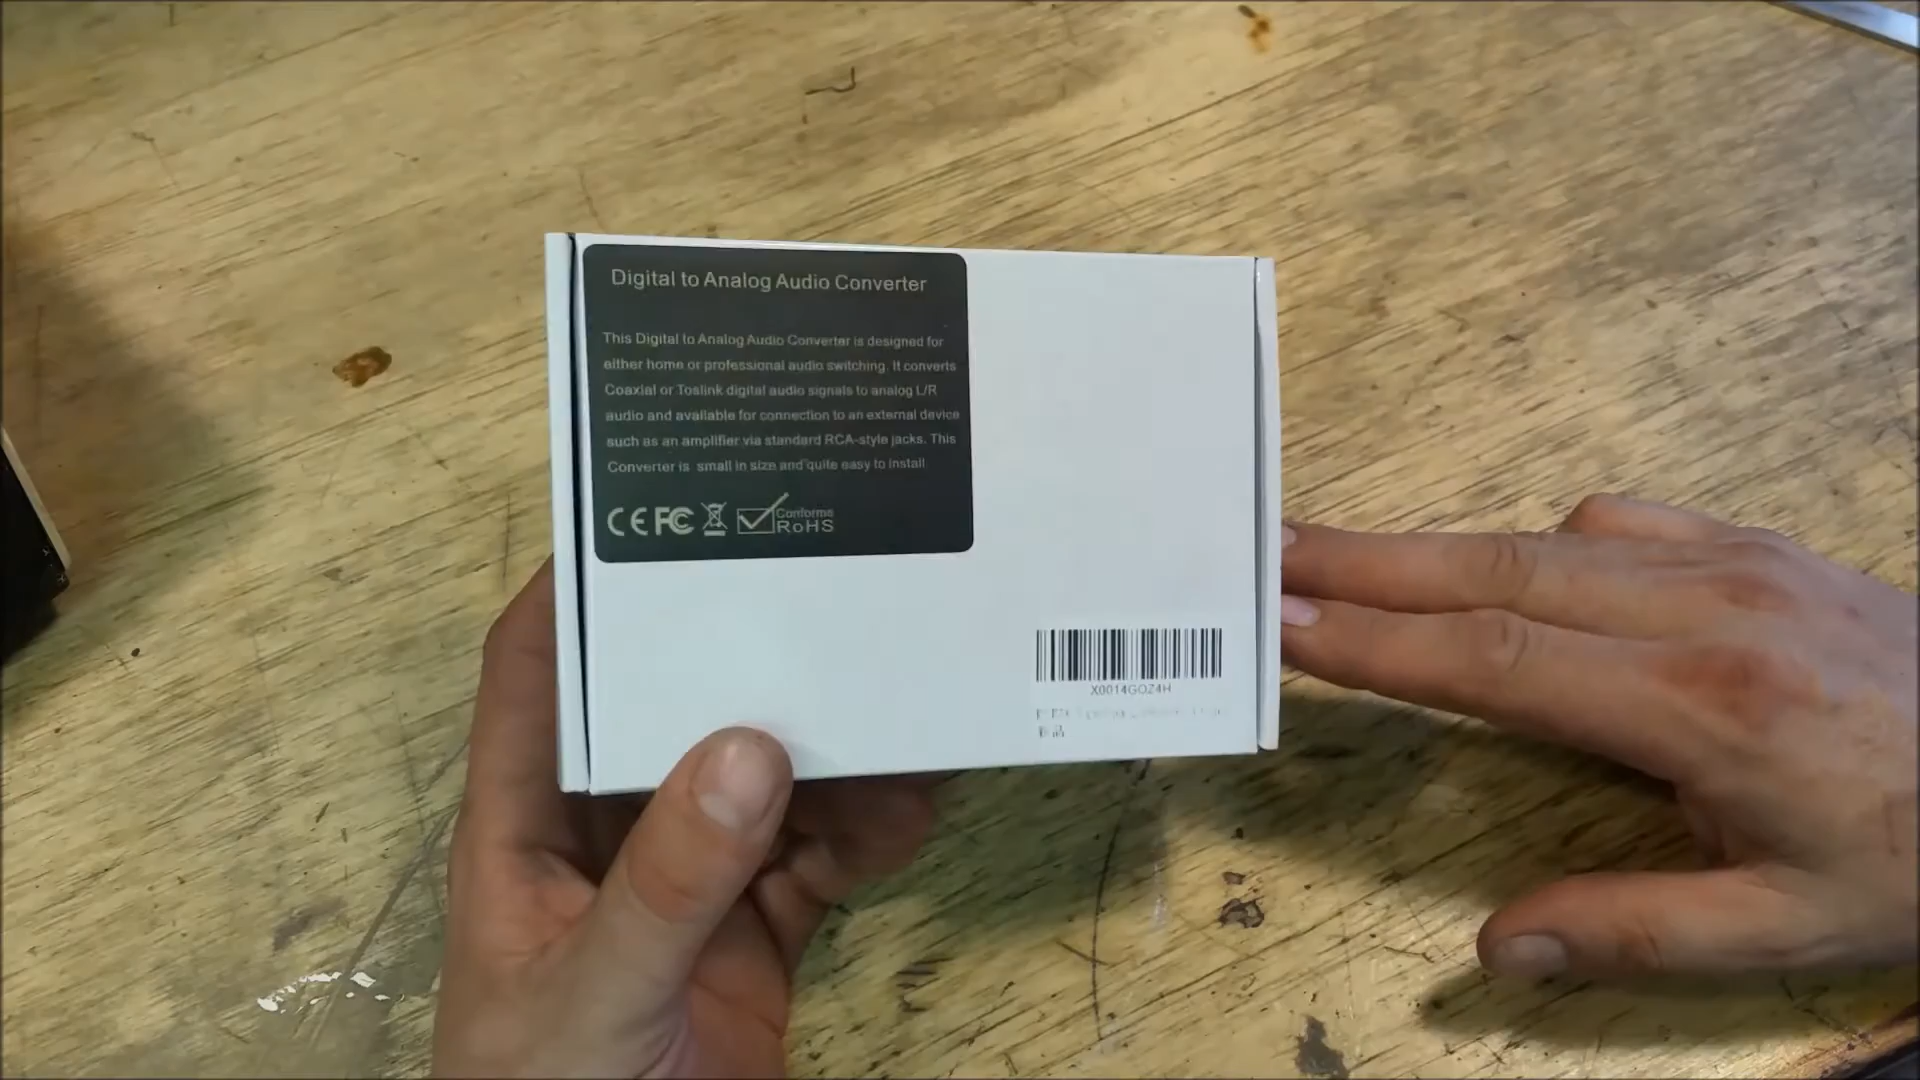 Digital to Analog Audio Converter
This Digital to Analog Audio Converter is designed for
either home or professional audio switching. It converts
Coaxial or Toslink digital audio signals to analog L/R
audio and available for connection to an external device
such as an amplifier via standard RCA-style jacks. This
Converter is small in size and quite easy to install
CE FC Conforms
RoHS
X0014GOZ4H
新品